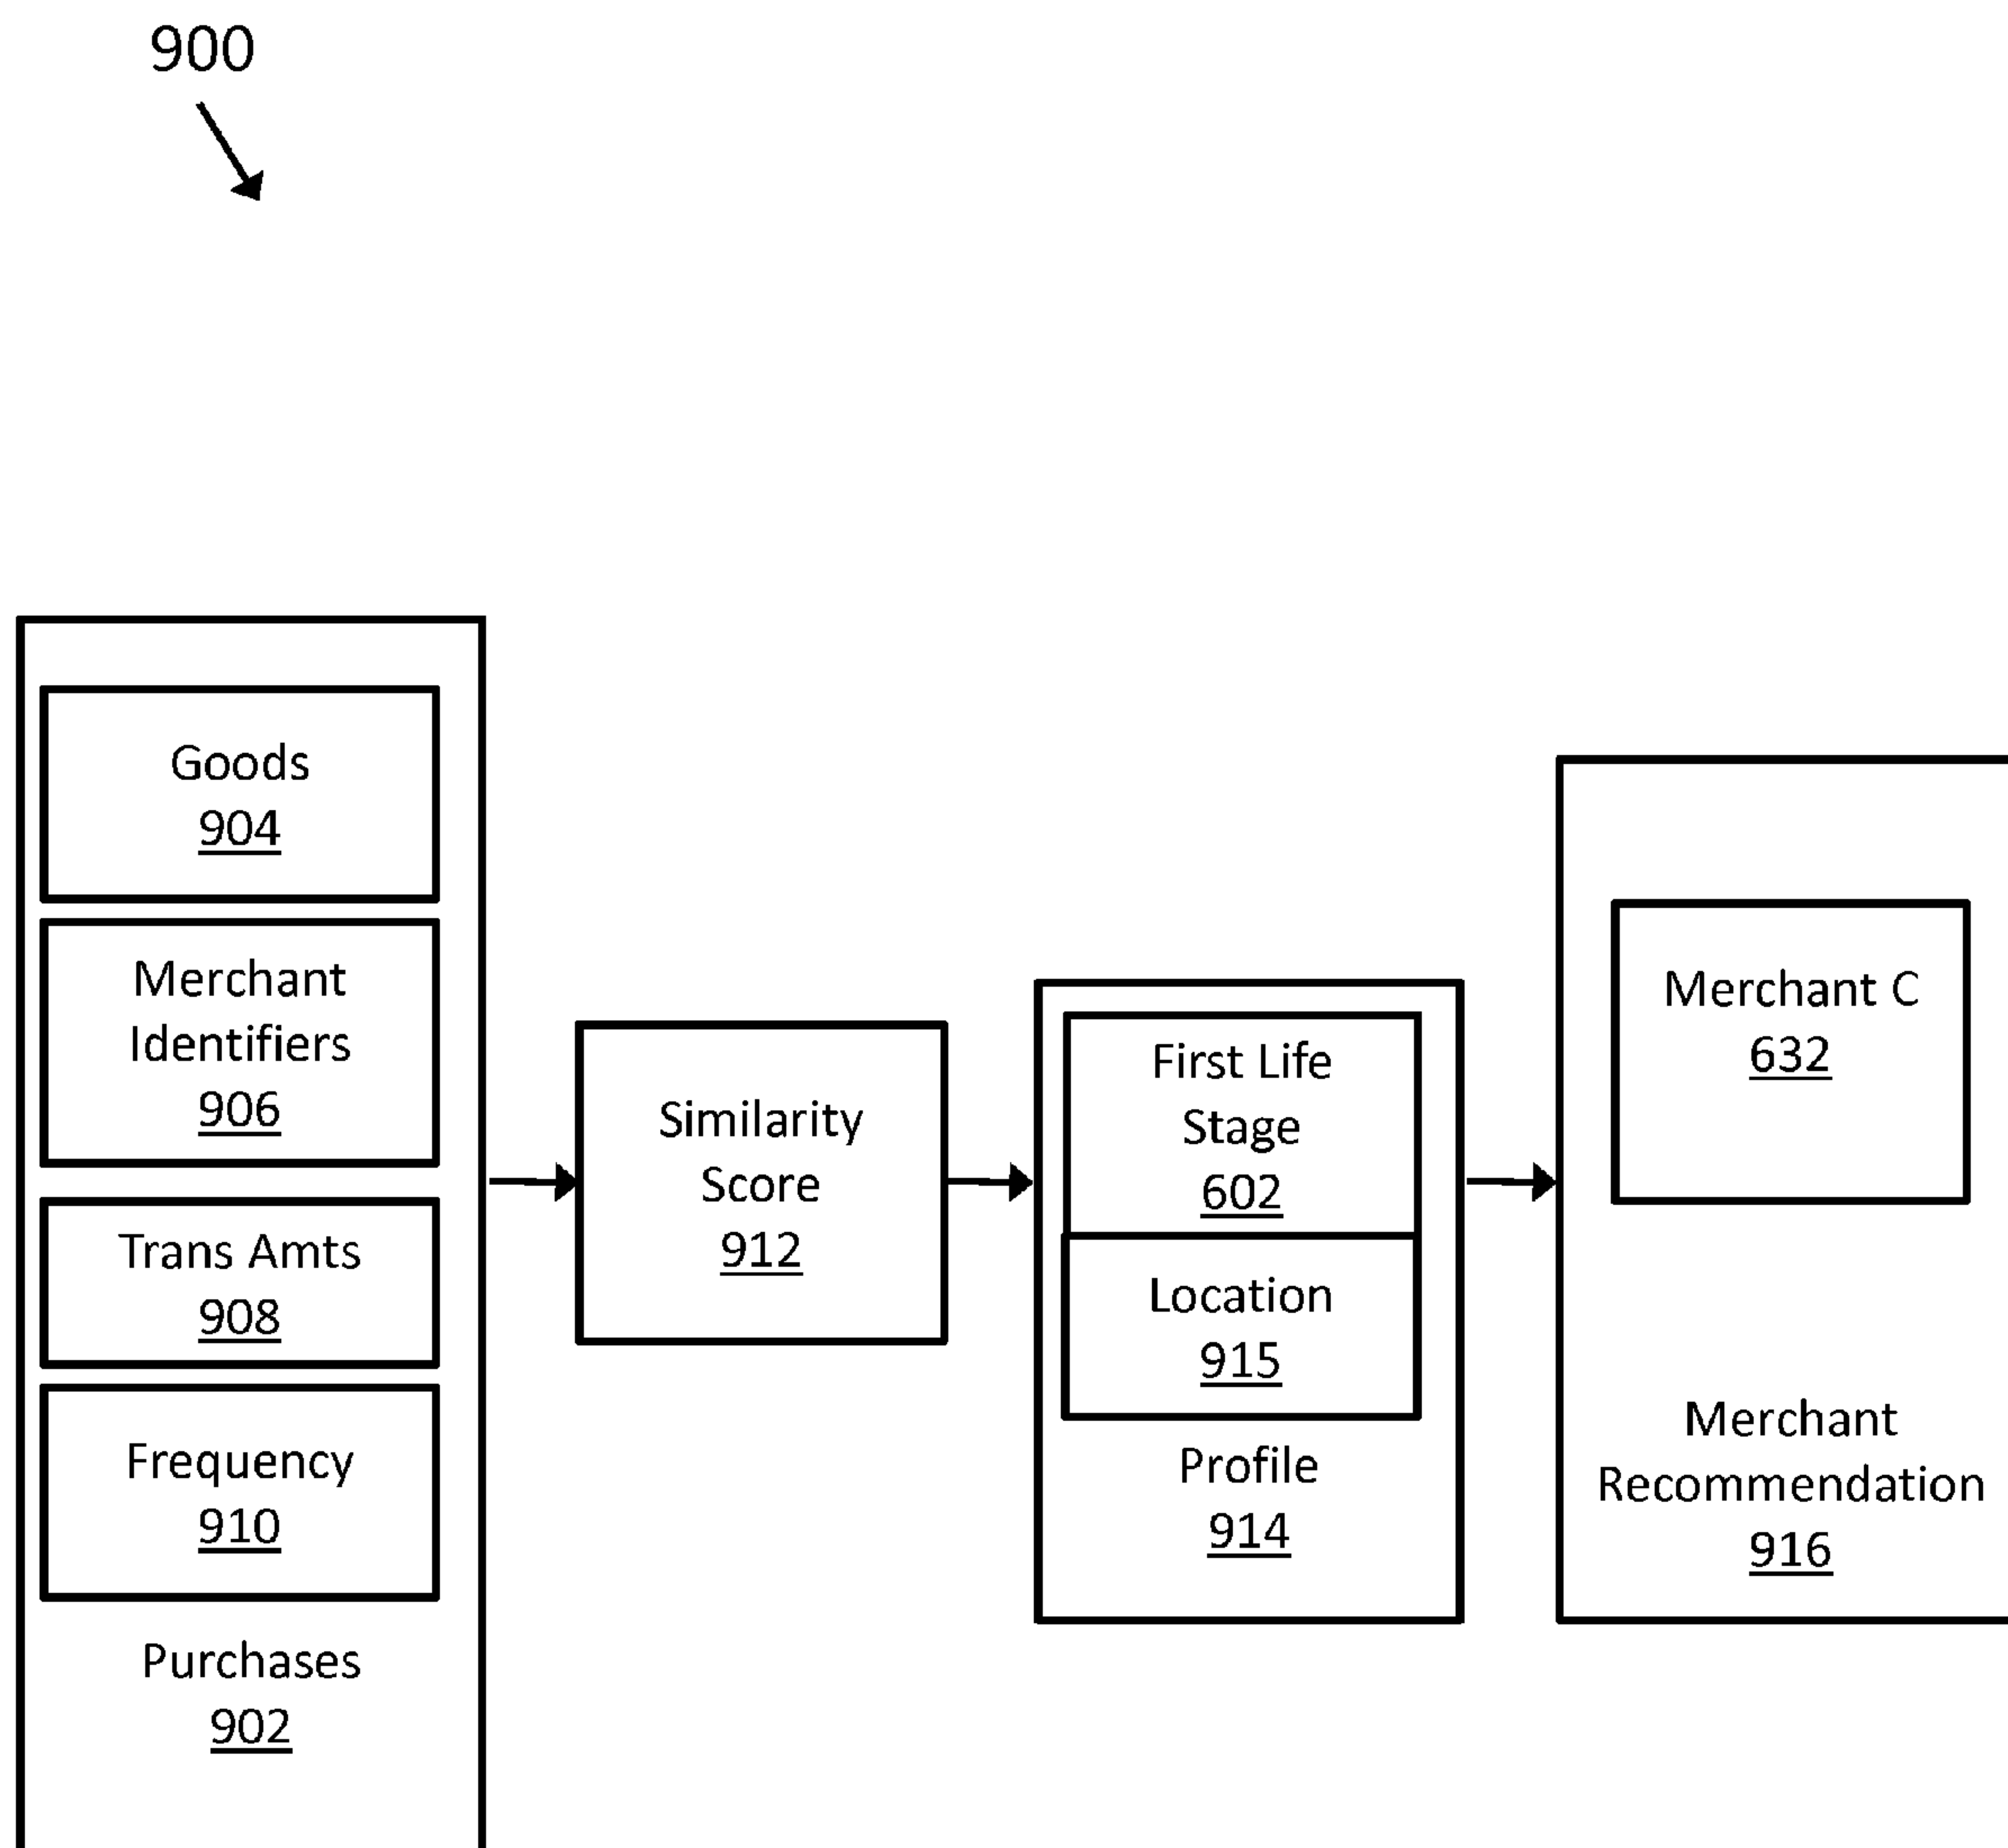 900
Goods
904
Merchant
Identifiers
906
Trans Amts
908
Frequency
910
Purchases
902
Similarity
Score
912
First Life
Stage
602
Location
915
Profile
914
Merchant C
632
Merchant
Recommendation
916